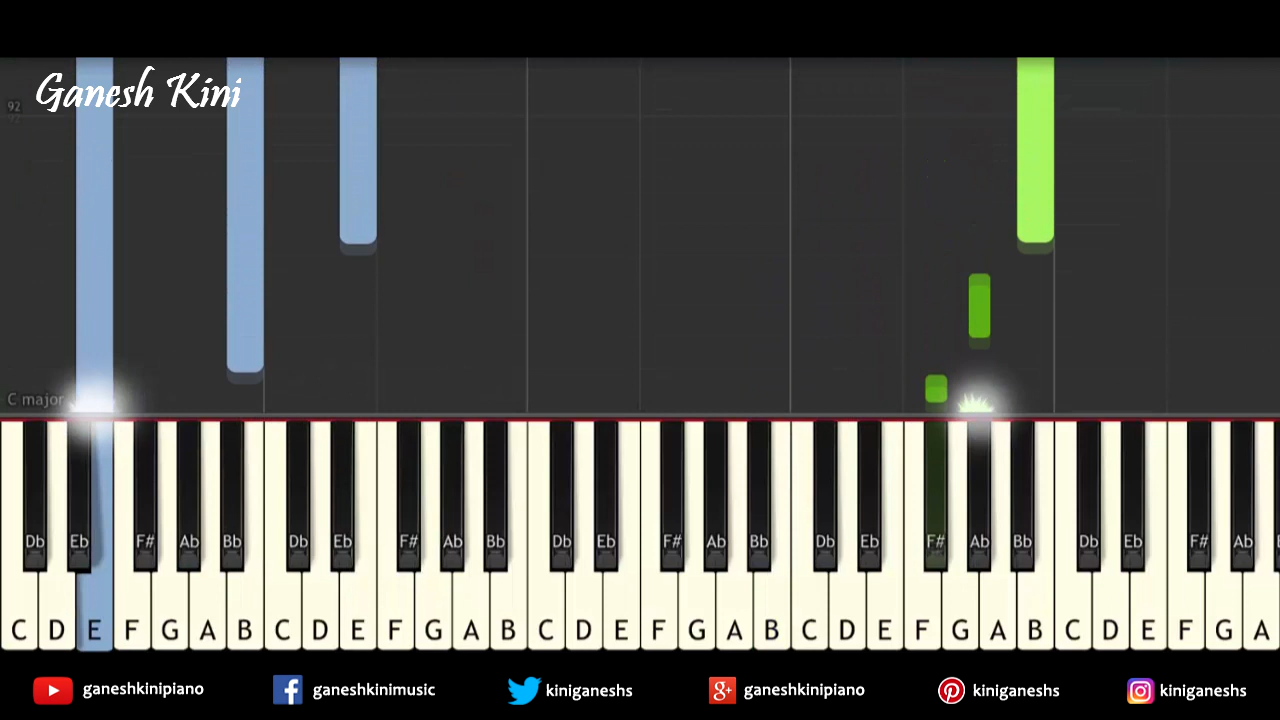 Ganesh Kini
92
C major
Db Eb F# Ab Bb Db Eb F# Ab Bb Db Eb F# Ab Bb Db Eb F# Ab Bb Db Eb F# Ab
C D E F G A B C D E F G A B C D E F G A B C D E F G A B C D E F G A
ganeshkinipiano ganeshkinimusic kiniganeshs ganeshkinipiano kiniganeshs kiniganeshs